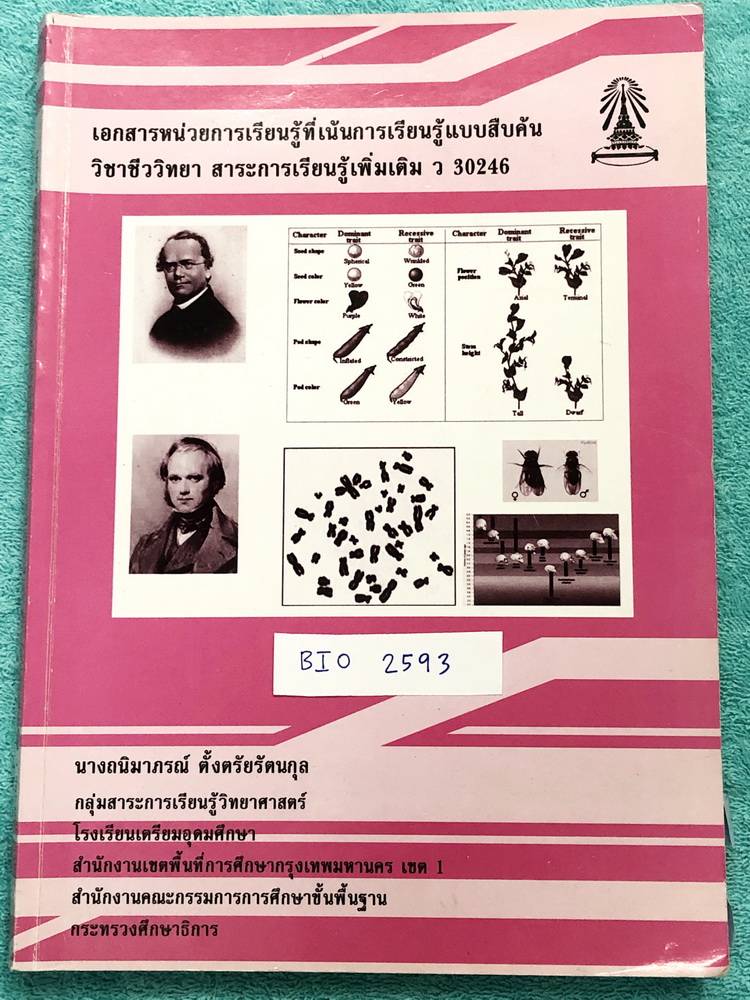 เอกสารหน่วยการเรียนรู้ที่เน้นการเรียนรู้แบบสืบค้น
วิชาชีววิทยา สาระการเรียนรู้เพิ่มเติม ว 30246
Character Dominant trait Recessive trait
Seed shape
Spherical Wrinkled
Seed color
Yellow Green
Flower color
Purple White
Pod shape
Inflated Constricted
Pod color
Green Yellow
Character Dominant trait Recessive trait
Flower position
Axial Terminal
Stem height
Tall Dwarf
♀ ♂
BIO 2593
นางถนิมาภรณ์ ตั้งตรัยรัตนกุล
กลุ่มสาระการเรียนรู้วิทยาศาสตร์
โรงเรียนเตรียมอุดมศึกษา
สำนักงานเขตพื้นที่การศึกษากรุงเทพมหานคร เขต 1
สำนักงานคณะกรรมการการศึกษาขั้นพื้นฐาน
กระทรวงศึกษาธิการ